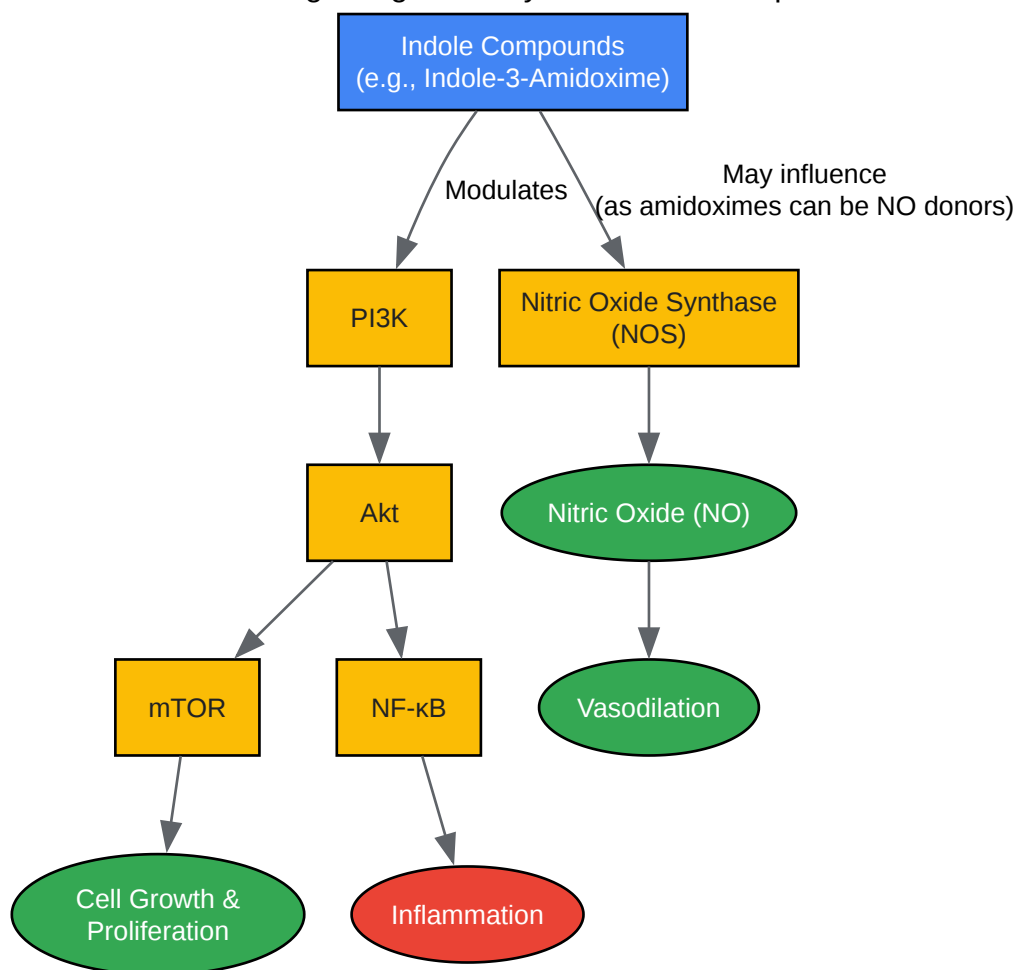 Indole Compounds
(e.g., Indole-3-Amidoxime)
Modulates
May influence
(as amidoximes can be NO donors)
PI3K
Nitric Oxide Synthase
(NOS)
Akt
Nitric Oxide (NO)
mTOR
NF-κB
Vasodilation
Cell Growth &
Proliferation
Inflammation